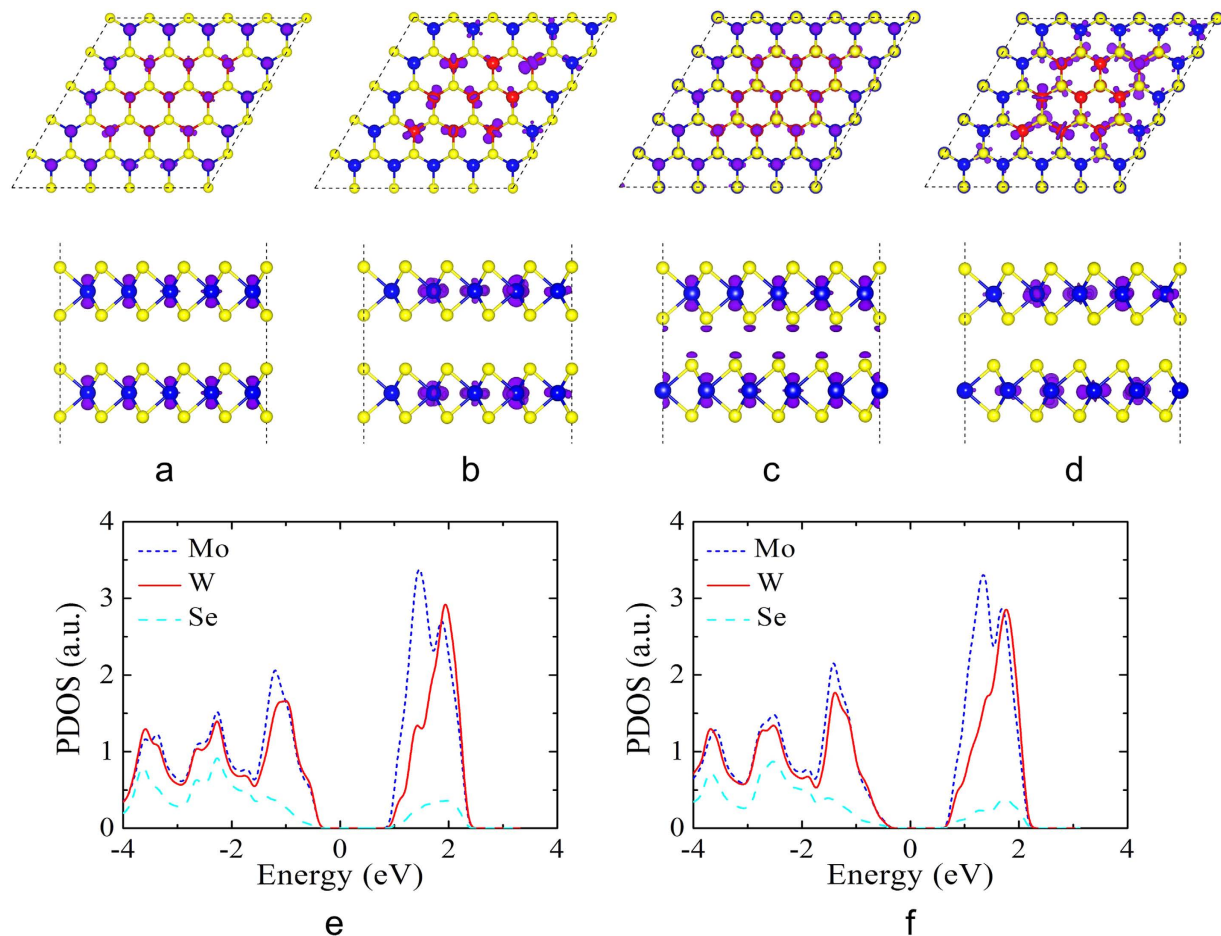 a b c d
4 4
Mo Mo
W W
Se Se
3 3
2 2
1 1
0 0
PDOS (a.u.) PDOS (a.u.)
-4 -2 0 2 4 -4 -2 0 2 4
Energy (eV) Energy (eV)
e f